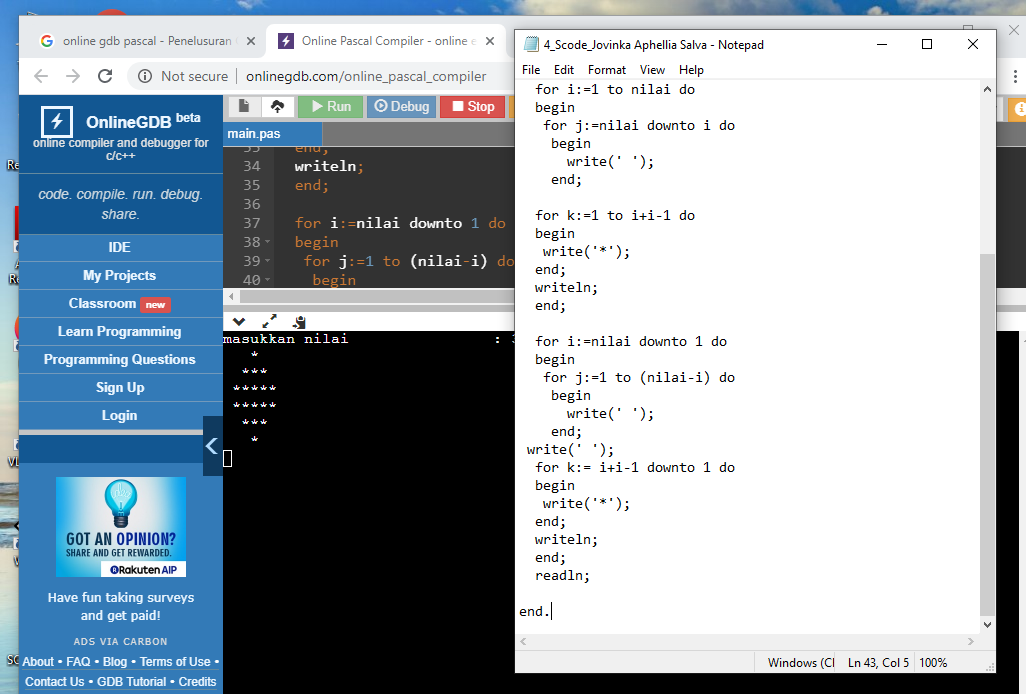 online gdb pascal - Penelusuran
Online Pascal Compiler - online e
Not secure | onlinegdb.com/online_pascal_compiler
OnlineGDB beta
online compiler and debugger for
c/c++
code. compile. run. debug.
share.
IDE
My Projects
Classroom new
Learn Programming
Programming Questions
Sign Up
Login
GOT AN OPINION?
SHARE AND GET REWARDED.
Rakuten AIP
Have fun taking surveys
and get paid!
ADS VIA CARBON
About • FAQ • Blog • Terms of Use •
Contact Us • GDB Tutorial • Credits
Run Debug Stop
main.pas
33 end;
34 writeln;
35 end;
36
37 for i:=nilai downto 1 do
38 begin
39 for j:=1 to (nilai-i) do
40 begin
masukkan nilai : 3
*
***
*****
*****
***
*
4_Scode_Jovinka Aphellia Salva - Notepad
File Edit Format View Help
for i:=1 to nilai do
begin
for j:=nilai downto i do
begin
write(' ');
end;
for k:=1 to i+i-1 do
begin
write('*');
end;
writeln;
end;
for i:=nilai downto 1 do
begin
for j:=1 to (nilai-i) do
begin
write(' ');
end;
write(' ');
for k:= i+i-1 downto 1 do
begin
write('*');
end;
writeln;
end;
readln;
end.
Windows (Cl Ln 43, Col 5 100%